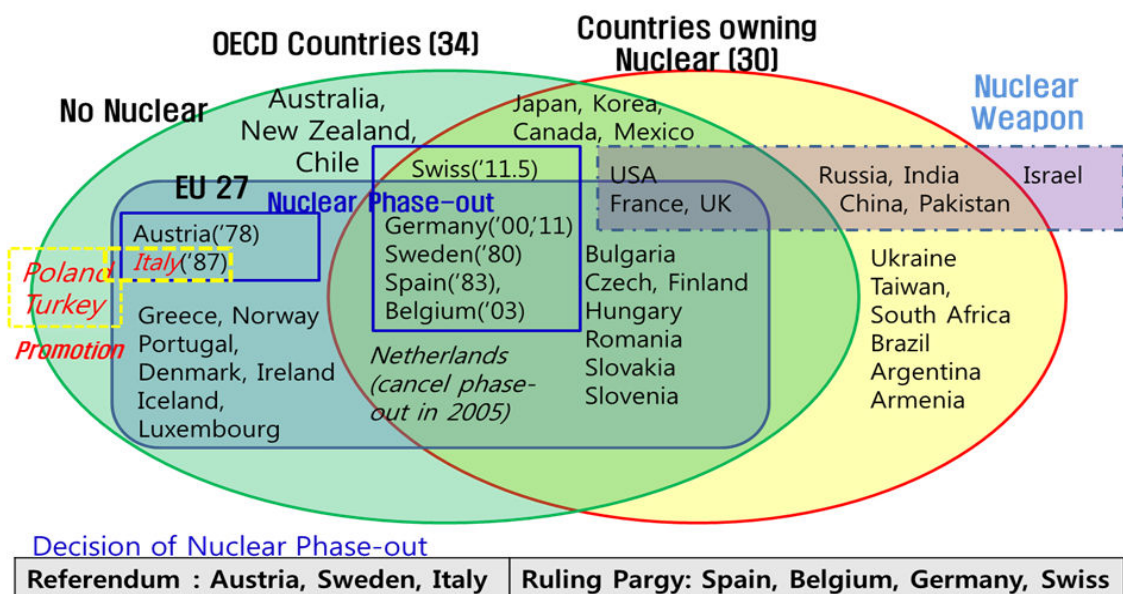 OECD Countries (34)
Countries owning
Nuclear (30)
No Nuclear
Australia,
New Zealand,
Chile
Japan, Korea,
Canada, Mexico
Nuclear
Weapon
Swiss('11.5)
USA
France, UK
Russia, India
China, Pakistan
Israel
EU 27
Nuclear Phase-out
Austria('78)
Italy('87)
Germany('00,'11)
Sweden('80)
Spain('83),
Belgium('03)
Poland
Turkey
Promotion
Greece, Norway
Portugal,
Denmark, Ireland
Iceland,
Luxembourg
Netherlands
(cancel phase-
out in 2005)
Bulgaria
Czech, Finland
Hungary
Romania
Slovakia
Slovenia
Ukraine
Taiwan,
South Africa
Brazil
Argentina
Armenia
Decision of Nuclear Phase-out
Referendum : Austria, Sweden, Italy
Ruling Pargy: Spain, Belgium, Germany, Swiss